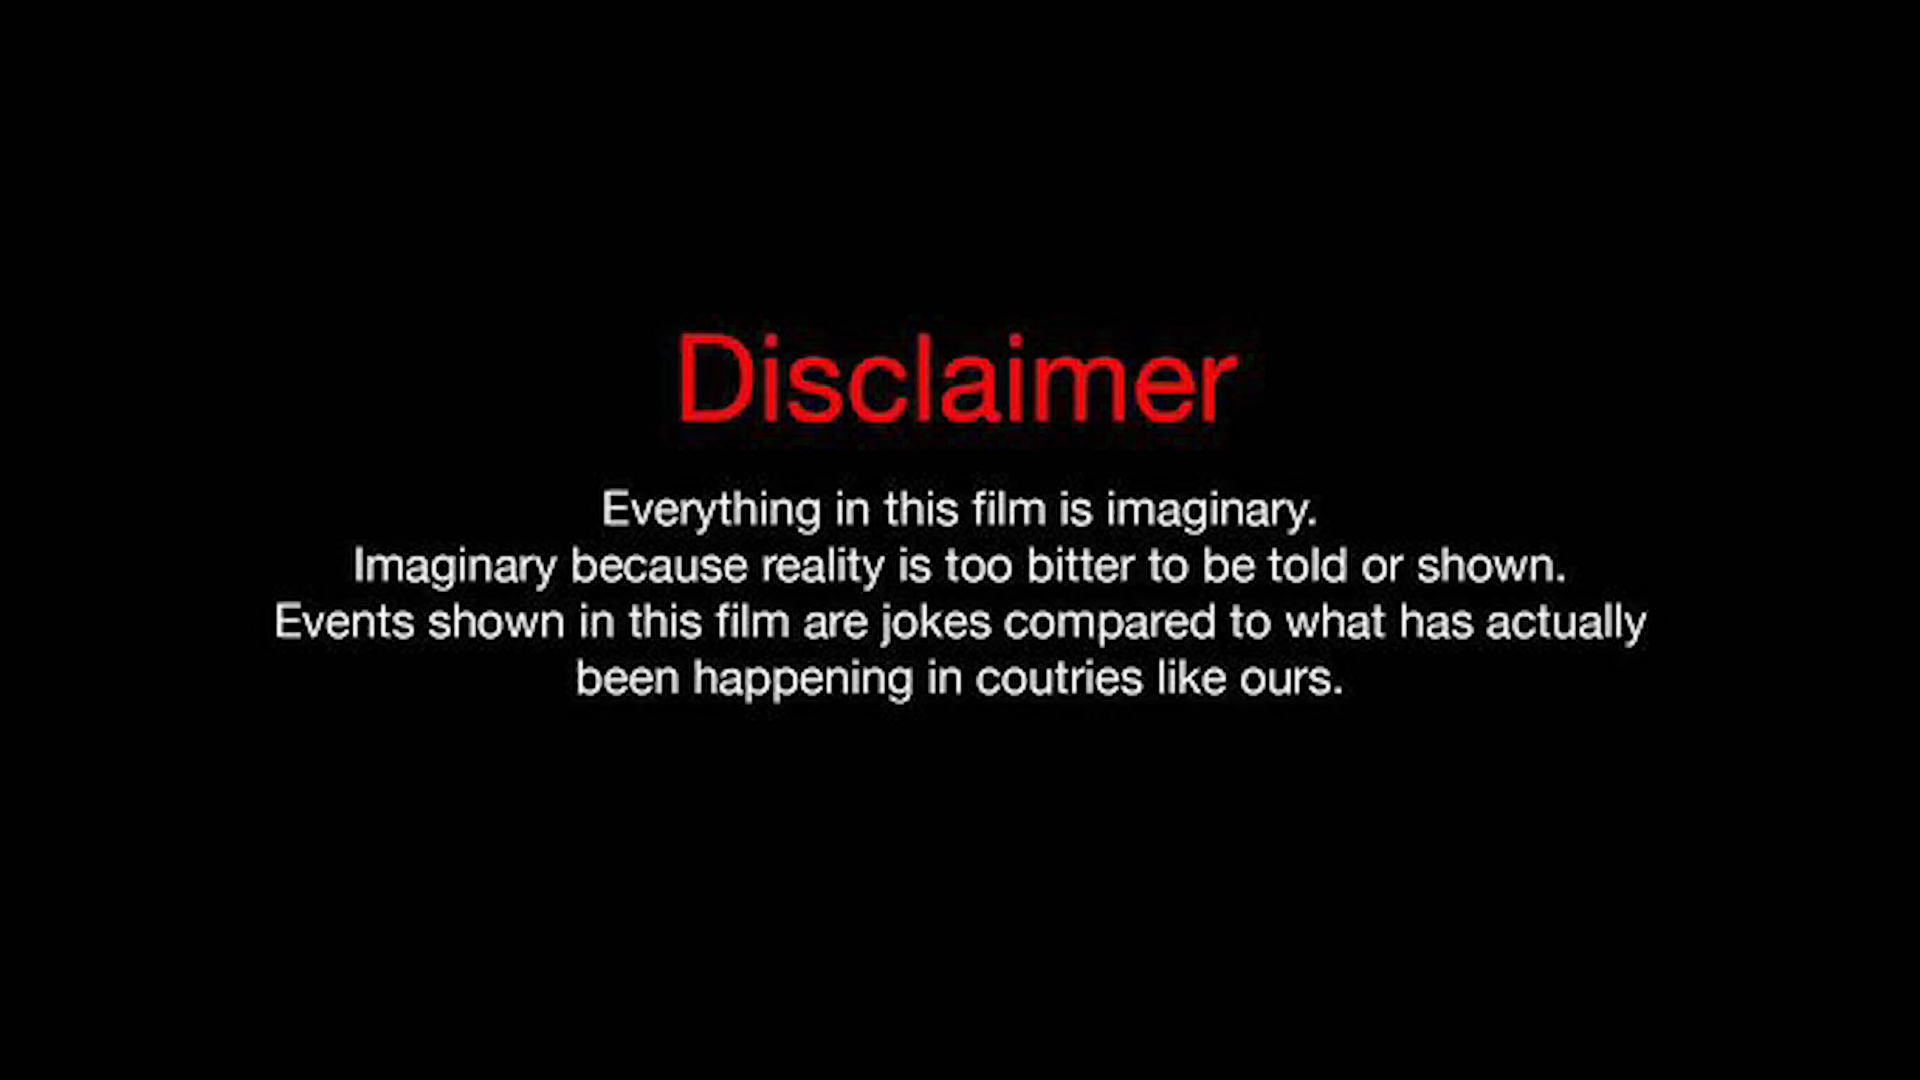 Disclaimer
Everything in this film is imaginary.
Imaginary because reality is too bitter to be told or shown.
Events shown in this film are jokes compared to what has actually
been happening in coutries like ours.